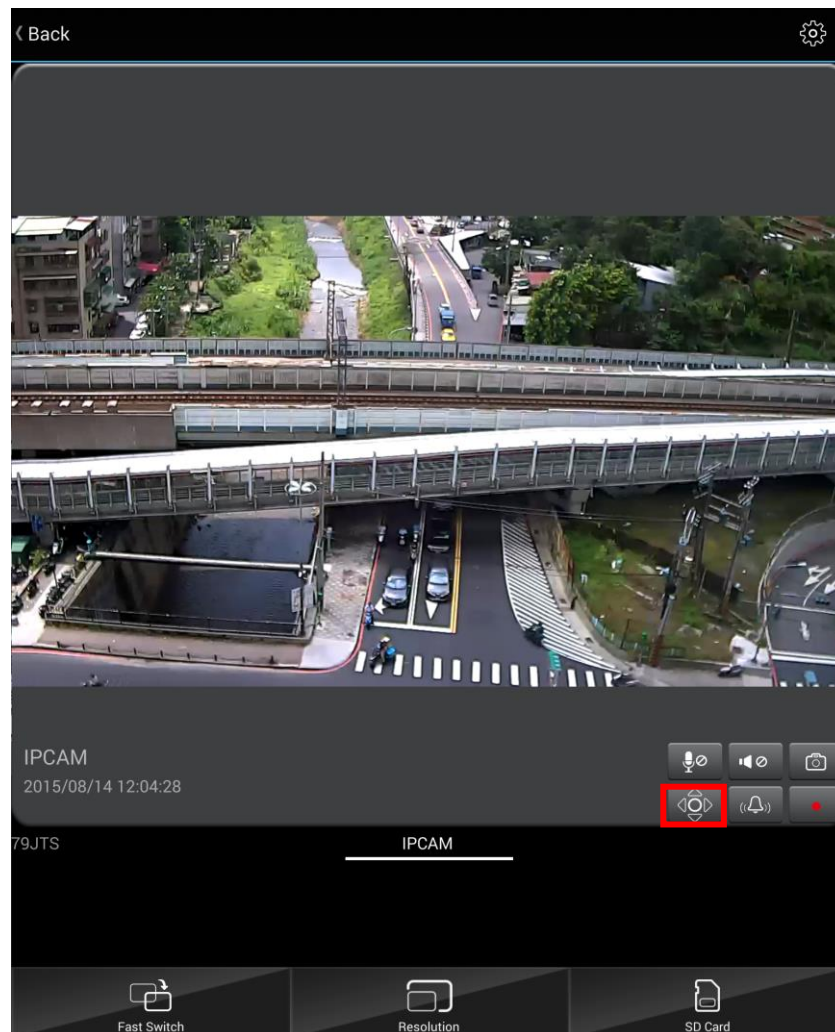 Back
IPCAM
2015/08/14 12:04:28
79JTS
IPCAM
Fast Switch
Resolution
SD Card